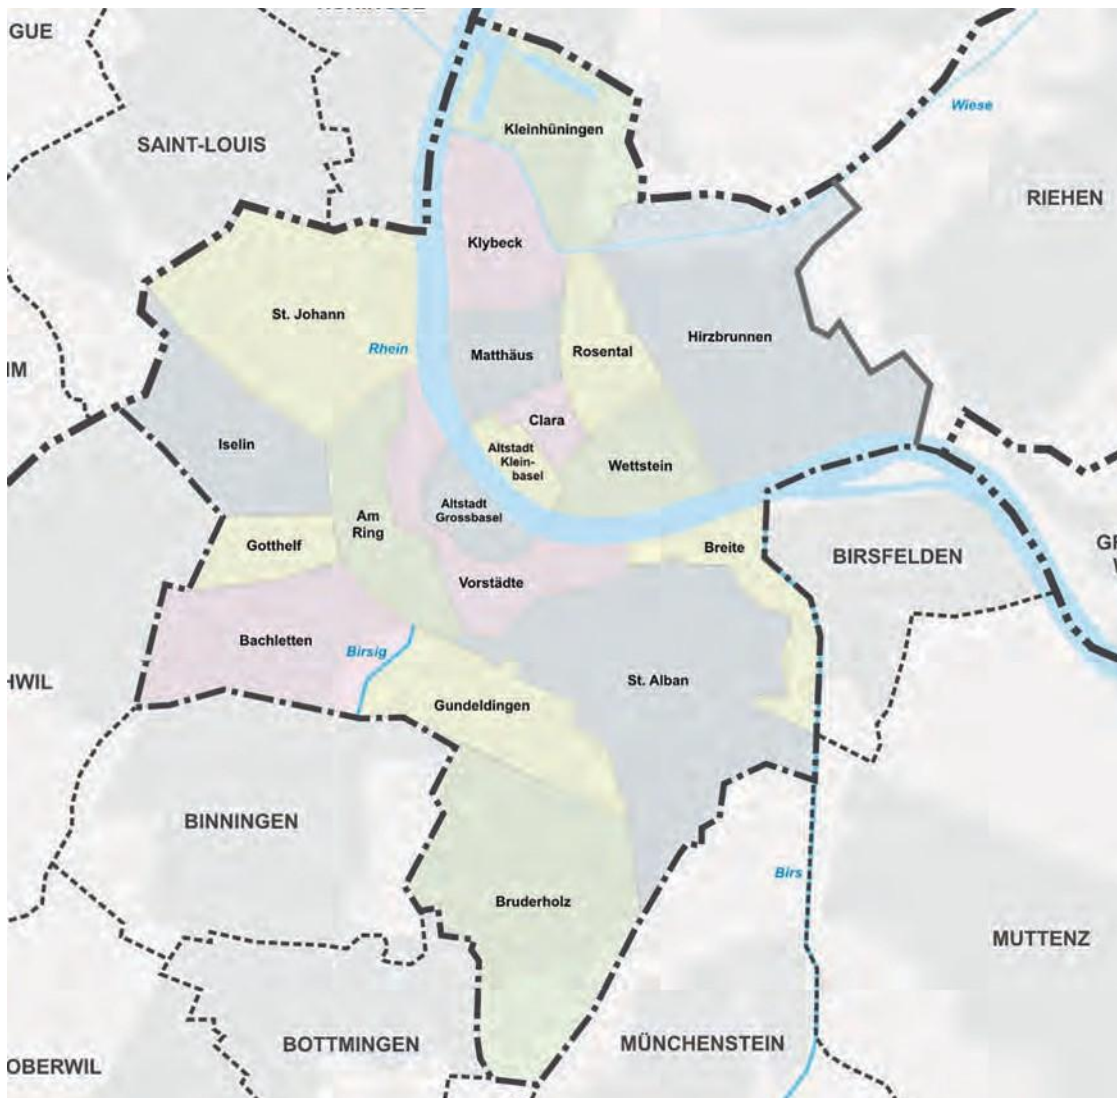 GUE
SAINT-LOUIS
Kleinhüningen
Wiese
RIEHEN
Klybeck
St. Johann
Rhein
Matthäus
Rosental
Hirzbrunnen
IM
Iselin
Clara
Altstadt
Klein-
basel
Wettstein
Altstadt
Grossbasel
Am
Ring
Gotthelf
Breite
BIRSFELDEN
Vorstädte
Bachletten
Birsig
St. Alban
HWIL
Gundeldingen
BINNINGEN
Birs
Bruderholz
MUTTENZ
BOTTMINGEN
MÜNCHENSTEIN
OBERWIL